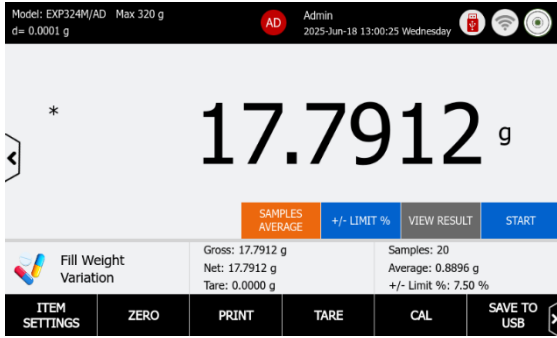 Model: EXP324M/AD Max 320 g
d= 0.0001 g
AD
Admin
2025-Jun-18 13:00:25 Wednesday
*
17.7912 g
SAMPLES
AVERAGE
+/- LIMIT %
VIEW RESULT
START
Fill Weight
Variation
Gross: 17.7912 g
Net: 17.7912 g
Tare: 0.0000 g
Samples: 20
Average: 0.8896 g
+/- Limit %: 7.50 %
ITEM
SETTINGS
ZERO
PRINT
TARE
CAL
SAVE TO
USB